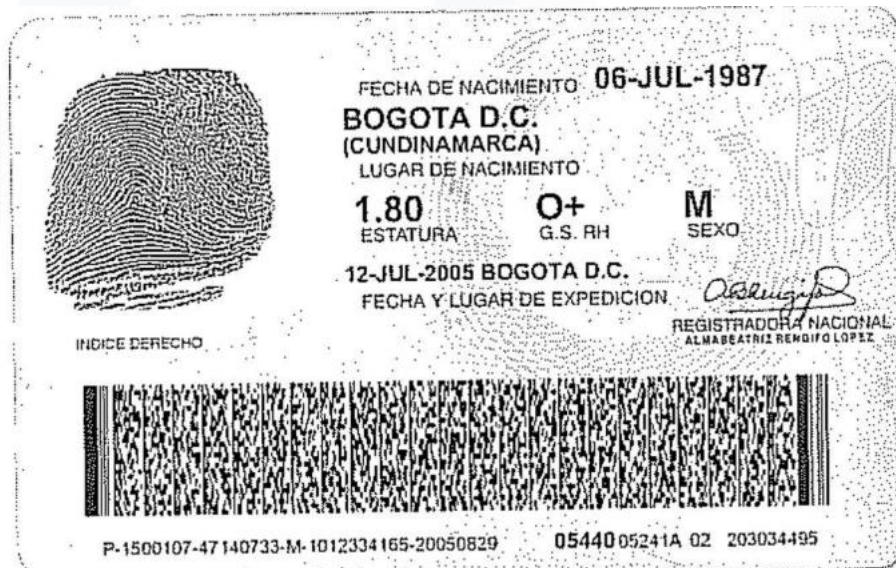 FECHA DE NACIMIENTO 06-JUL-1987
BOGOTA D.C.
(CUNDINAMARCA)
LUGAR DE NACIMIENTO
1.80 O+ M
ESTATURA G.S. RH SEXO
12-JUL-2005 BOGOTA D.C.
FECHA Y LUGAR DE EXPEDICION
REGISTRADORA NACIONAL
ALMABEATRIZ RENGIFO LOPEZ
INDICE DERECHO
P-1500107-47140733-M-1012334165-20050829 05440 05241A 02 203034495